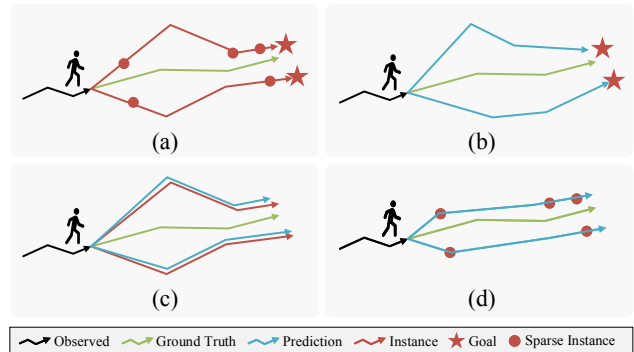 (a)
(b)
(c)
(d)
Observed Ground Truth Prediction Instance Goal Sparse Instance